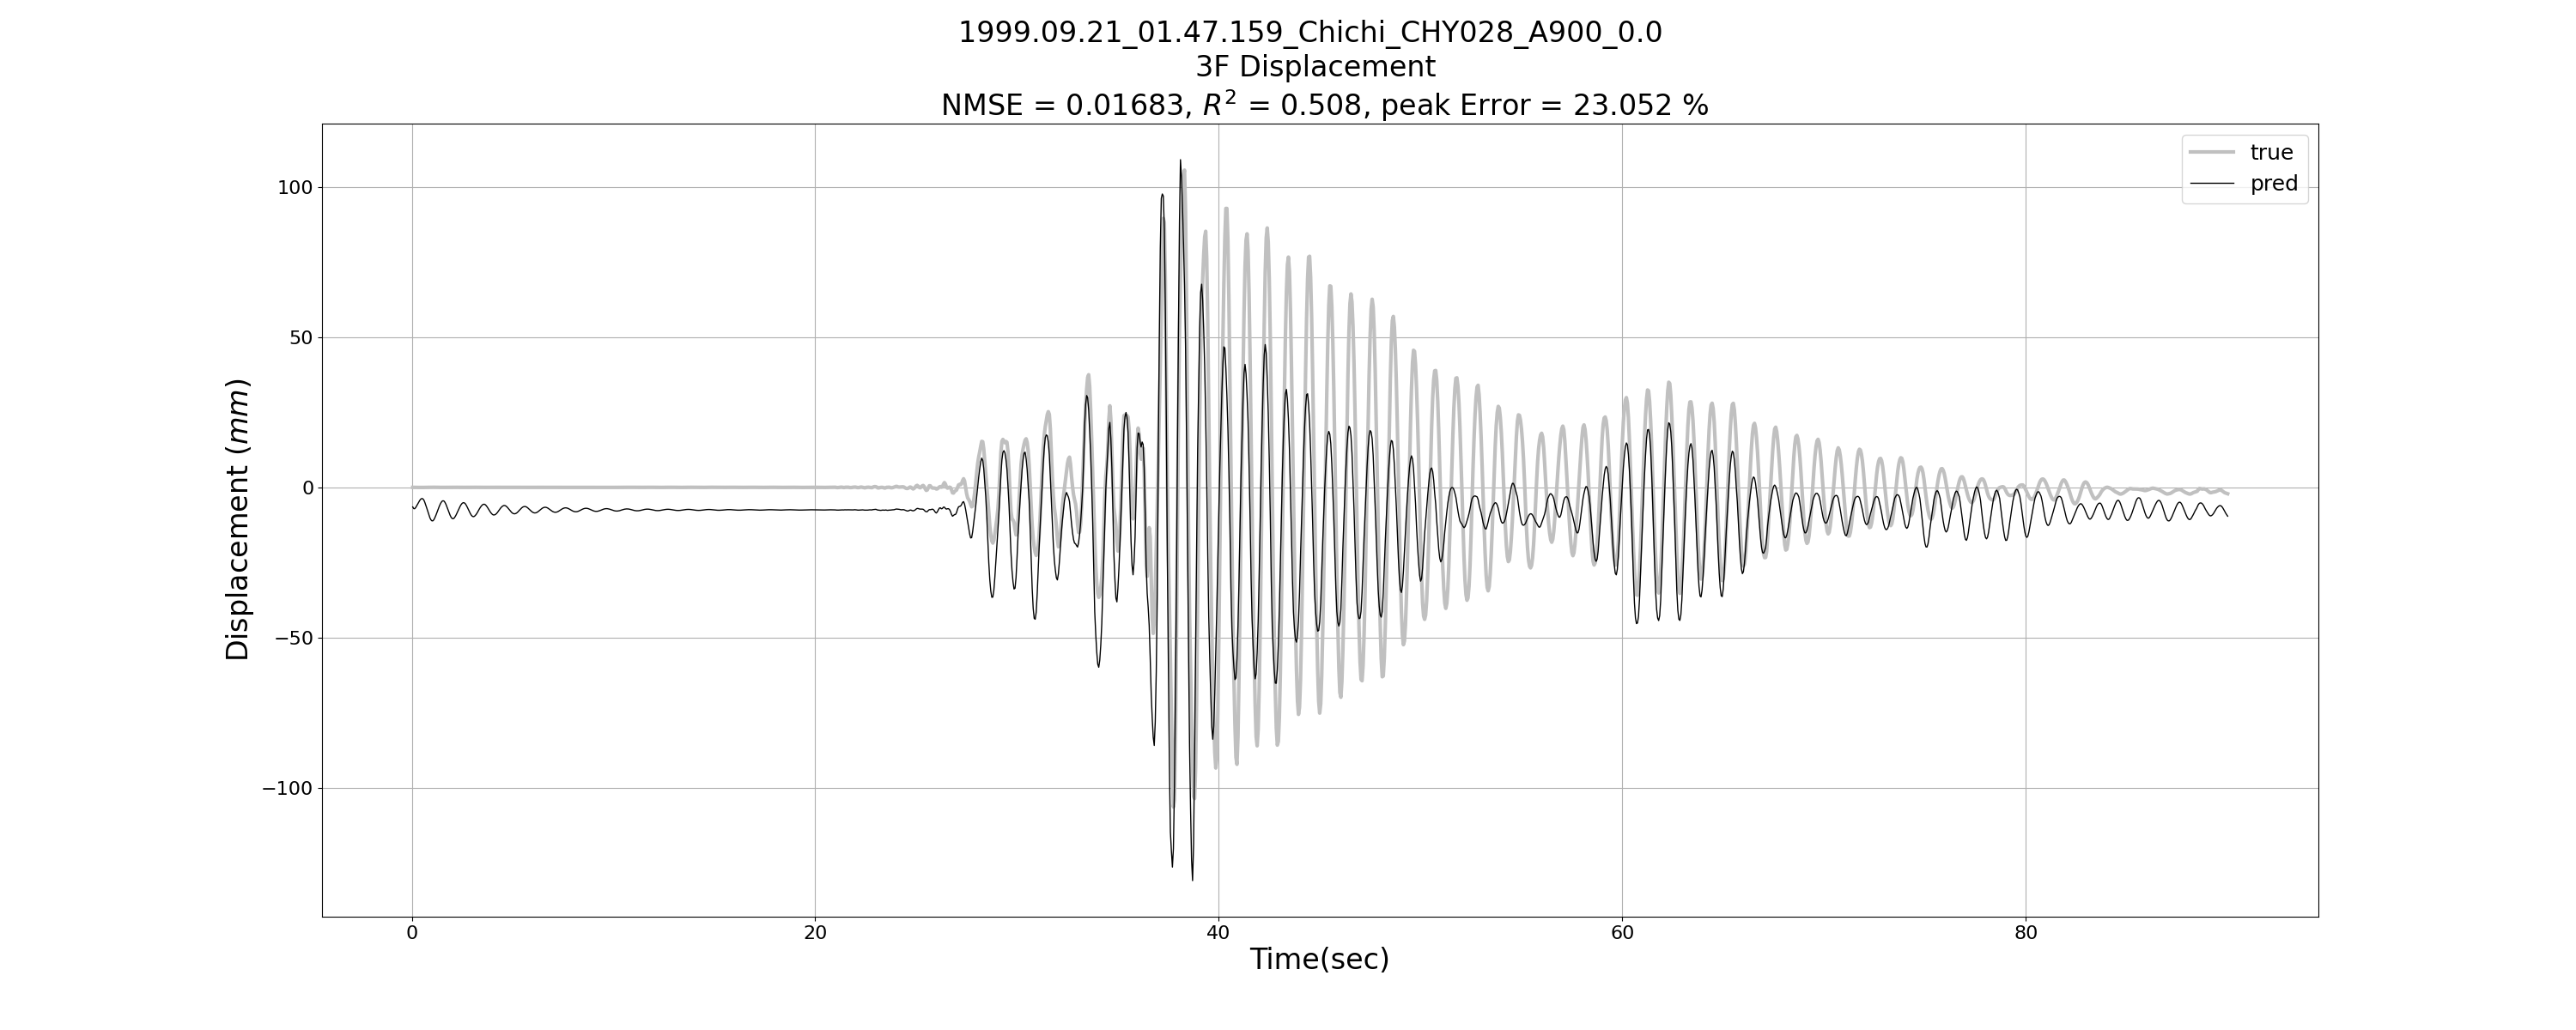 1999.09.21_01.47.159_Chichi_CHY028_A900_0.0
3F Displacement
NMSE = 0.01683, R² = 0.508, peak Error = 23.052 %
true
pred
100
50
0
−50
−100
Displacement (mm)
0 20 40 60 80
Time(sec)